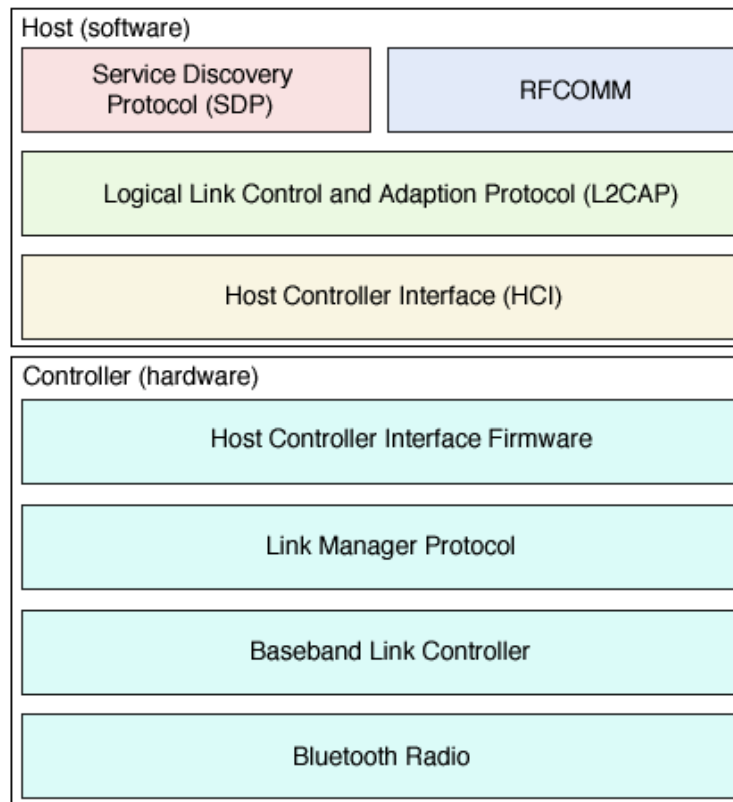 Host (software)
Service Discovery
Protocol (SDP)
RFCOMM
Logical Link Control and Adaption Protocol (L2CAP)
Host Controller Interface (HCI)
Controller (hardware)
Host Controller Interface Firmware
Link Manager Protocol
Baseband Link Controller
Bluetooth Radio